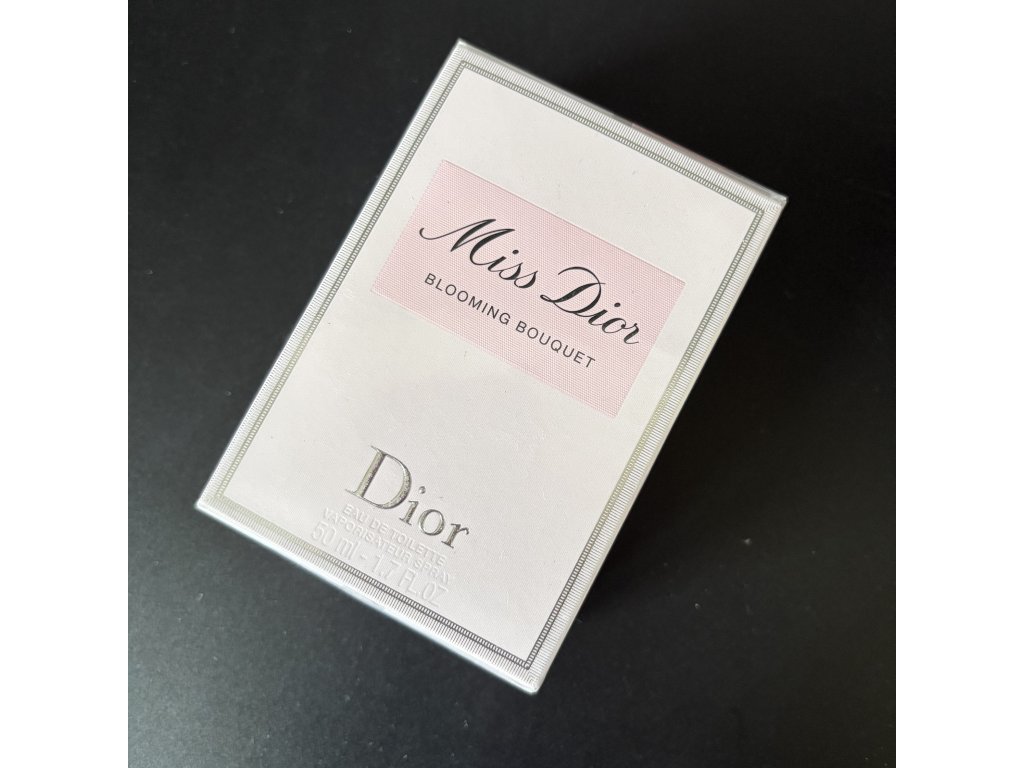 Miss Dior
BLOOMING BOUQUET
Dior
EAU DE TOILETTE
VAPORISATEUR SPRAY
50 ml - 1.7 fl.OZ